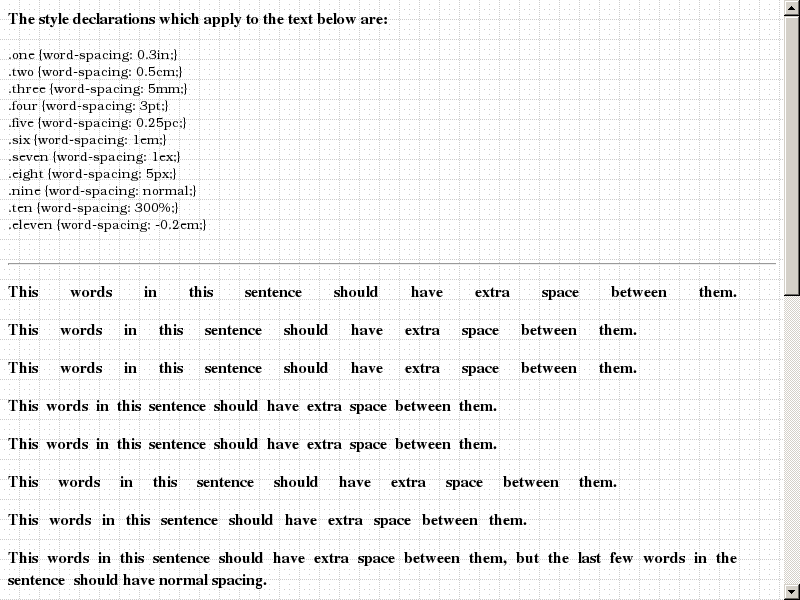 The style declarations which apply to the text below are:
.one {word-spacing: 0.3in;}
.two {word-spacing: 0.5cm;}
.three {word-spacing: 5mm;}
.four {word-spacing: 3pt;}
.five {word-spacing: 0.25pc;}
.six {word-spacing: 1em;}
.seven {word-spacing: 1ex;}
.eight {word-spacing: 5px;}
.nine {word-spacing: normal;}
.ten {word-spacing: 300%;}
.eleven {word-spacing: -0.2em;}
This words in this sentence should have extra space between them.
This words in this sentence should have extra space between them.
This words in this sentence should have extra space between them.
This words in this sentence should have extra space between them.
This words in this sentence should have extra space between them.
This words in this sentence should have extra space between them.
This words in this sentence should have extra space between them.
This words in this sentence should have extra space between them, but the last few words in the
sentence should have normal spacing.